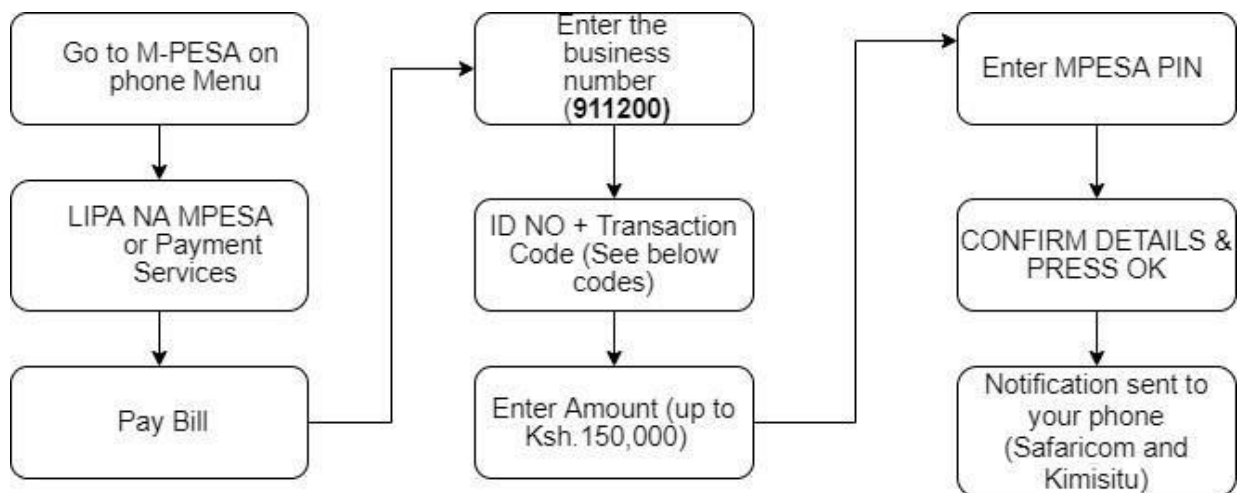 Go to M-PESA on
phone Menu
LIPA NA MPESA
or Payment
Services
Pay Bill
Enter the
business
number
(911200)
ID NO + Transaction
Code (See below
codes)
Enter Amount (up to
Ksh.150,000)
Enter MPESA PIN
CONFIRM DETAILS &
PRESS OK
Notification sent to
your phone
(Safaricom and
Kimisitu)